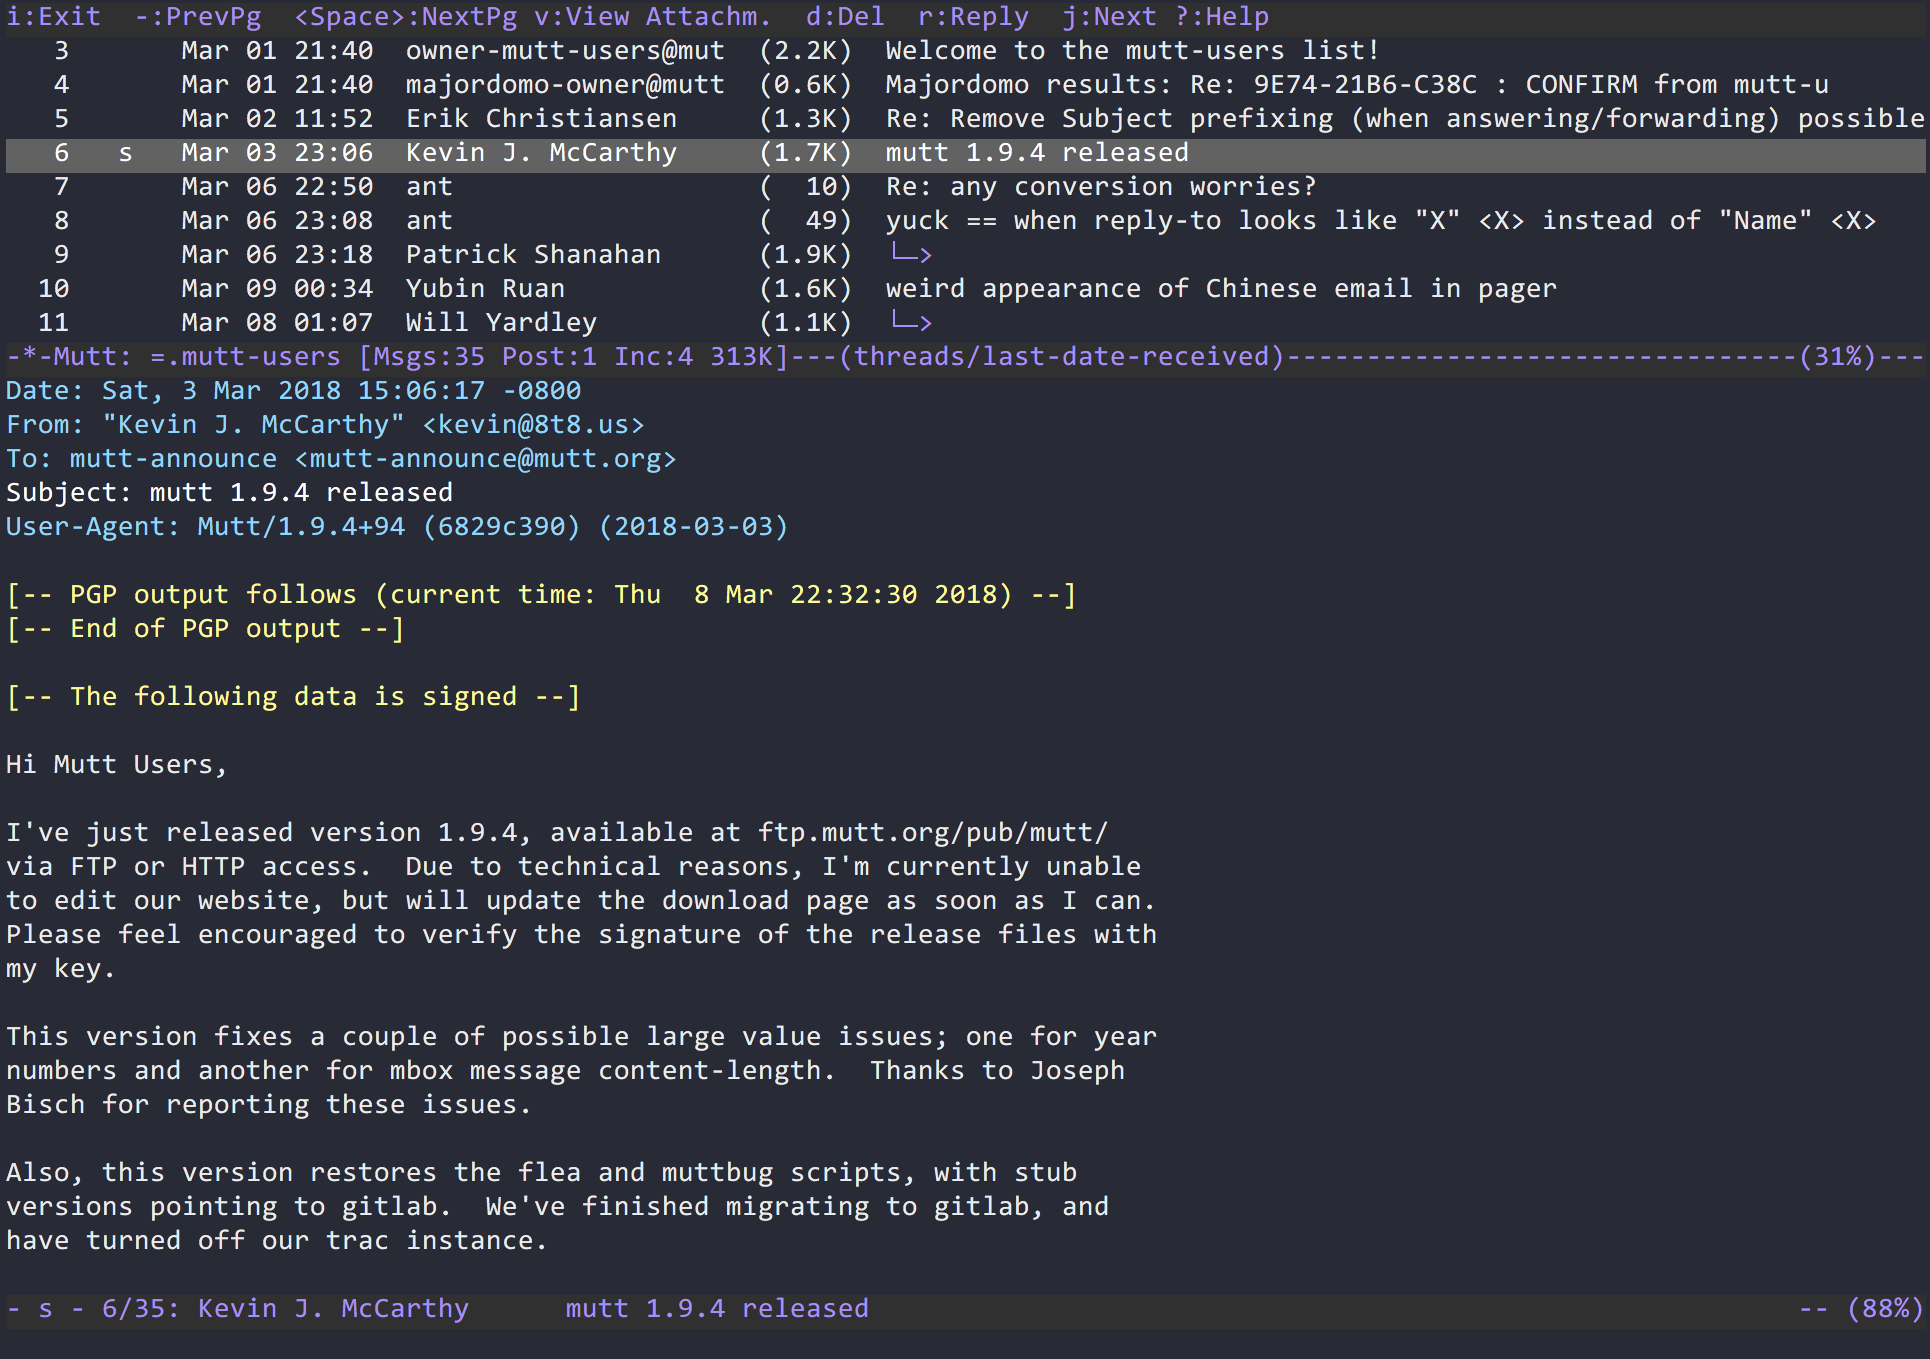 i:Exit  -:PrevPg  <Space>:NextPg v:View Attachm.  d:Del  r:Reply  j:Next ?:Help
   3       Mar 01 21:40  owner-mutt-users@mut  (2.2K)  Welcome to the mutt-users list!
   4       Mar 01 21:40  majordomo-owner@mutt  (0.6K)  Majordomo results: Re: 9E74-21B6-C38C : CONFIRM from mutt-u
   5       Mar 02 11:52  Erik Christiansen     (1.3K)  Re: Remove Subject prefixing (when answering/forwarding) possible
   6   s   Mar 03 23:06  Kevin J. McCarthy     (1.7K)  mutt 1.9.4 released
   7       Mar 06 22:50  ant                   (  10)  Re: any conversion worries?
   8       Mar 06 23:08  ant                   (  49)  yuck == when reply-to looks like "X" <X> instead of "Name" <X>
   9       Mar 06 23:18  Patrick Shanahan      (1.9K)  └─>
  10       Mar 09 00:34  Yubin Ruan            (1.6K)  weird appearance of Chinese email in pager
  11       Mar 08 01:07  Will Yardley          (1.1K)  └─>
-*-Mutt: =.mutt-users [Msgs:35 Post:1 Inc:4 313K]---(threads/last-date-received)--------------------------------(31%)---
Date: Sat, 3 Mar 2018 15:06:17 -0800
From: "Kevin J. McCarthy" <kevin@8t8.us>
To: mutt-announce <mutt-announce@mutt.org>
Subject: mutt 1.9.4 released
User-Agent: Mutt/1.9.4+94 (6829c390) (2018-03-03)

[-- PGP output follows (current time: Thu  8 Mar 22:32:30 2018) --]
[-- End of PGP output --]

[-- The following data is signed --]

Hi Mutt Users,

I've just released version 1.9.4, available at ftp.mutt.org/pub/mutt/
via FTP or HTTP access.  Due to technical reasons, I'm currently unable
to edit our website, but will update the download page as soon as I can.
Please feel encouraged to verify the signature of the release files with
my key.

This version fixes a couple of possible large value issues; one for year
numbers and another for mbox message content-length.  Thanks to Joseph
Bisch for reporting these issues.

Also, this version restores the flea and muttbug scripts, with stub
versions pointing to gitlab.  We've finished migrating to gitlab, and
have turned off our trac instance.

- s - 6/35: Kevin J. McCarthy      mutt 1.9.4 released                                                          -- (88%)